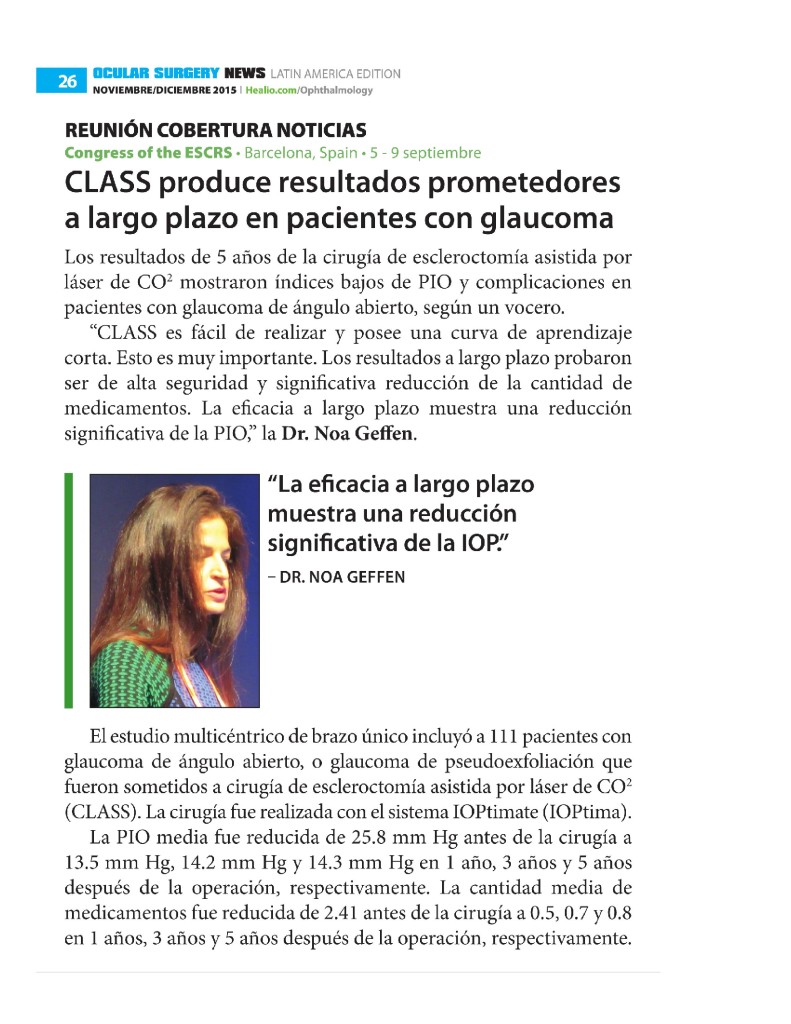 26
OCULAR SURGERY NEWS LATIN AMERICA EDITION
NOVIEMBRE/DICIEMBRE 2015 | Healio.com/Ophthalmology
REUNIÓN COBERTURA NOTICIAS
Congress of the ESCRS • Barcelona, Spain • 5 - 9 septiembre
CLASS produce resultados prometedores
a largo plazo en pacientes con glaucoma
Los resultados de 5 años de la cirugía de escleroctomía asistida por
láser de CO² mostraron índices bajos de PIO y complicaciones en
pacientes con glaucoma de ángulo abierto, según un vocero.
“CLASS es fácil de realizar y posee una curva de aprendizaje
corta. Esto es muy importante. Los resultados a largo plazo probaron
ser de alta seguridad y significativa reducción de la cantidad de
medicamentos. La eficacia a largo plazo muestra una reducción
significativa de la PIO,” la Dr. Noa Geffen.
“La eficacia a largo plazo
muestra una reducción
significativa de la IOP.”
– DR. NOA GEFFEN
El estudio multicéntrico de brazo único incluyó a 111 pacientes con
glaucoma de ángulo abierto, o glaucoma de pseudoexfoliación que
fueron sometidos a cirugía de escleroctomía asistida por láser de CO²
(CLASS). La cirugía fue realizada con el sistema IOPtimate (IOPtima).
La PIO media fue reducida de 25.8 mm Hg antes de la cirugía a
13.5 mm Hg, 14.2 mm Hg y 14.3 mm Hg en 1 año, 3 años y 5 años
después de la operación, respectivamente. La cantidad media de
medicamentos fue reducida de 2.41 antes de la cirugía a 0.5, 0.7 y 0.8
en 1 años, 3 años y 5 años después de la operación, respectivamente.